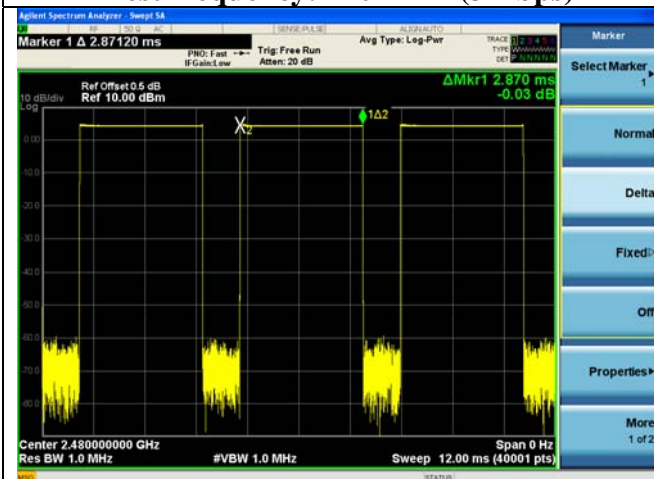 Agilent Spectrum Analyzer - Swept SA
RF 50 Ω AC SENSE:PULSE ALIGNAUTO
Marker 1 Δ 2.87120 ms
PNO: Fast
IFGain:Low
Trig: Free Run
Atten: 20 dB
Avg Type: Log-Pwr
TRACE 1 2 3 4 5 6
TYPE
DET P N N N N N
Marker
Select Marker
1
Normal
Delta
Fixed
Off
Properties
More
1 of 2
Ref Offset 0.5 dB
Ref 10.00 dBm
10 dB/div
Log
ΔMkr1 2.870 ms
-0.03 dB
X2
1Δ2
0.00
-10.0
-20.0
-30.0
-40.0
-50.0
-60.0
-70.0
-80.0
Center 2.480000000 GHz
Res BW 1.0 MHz
#VBW 1.0 MHz
Span 0 Hz
Sweep 12.00 ms (40001 pts)
MSG
STATUS